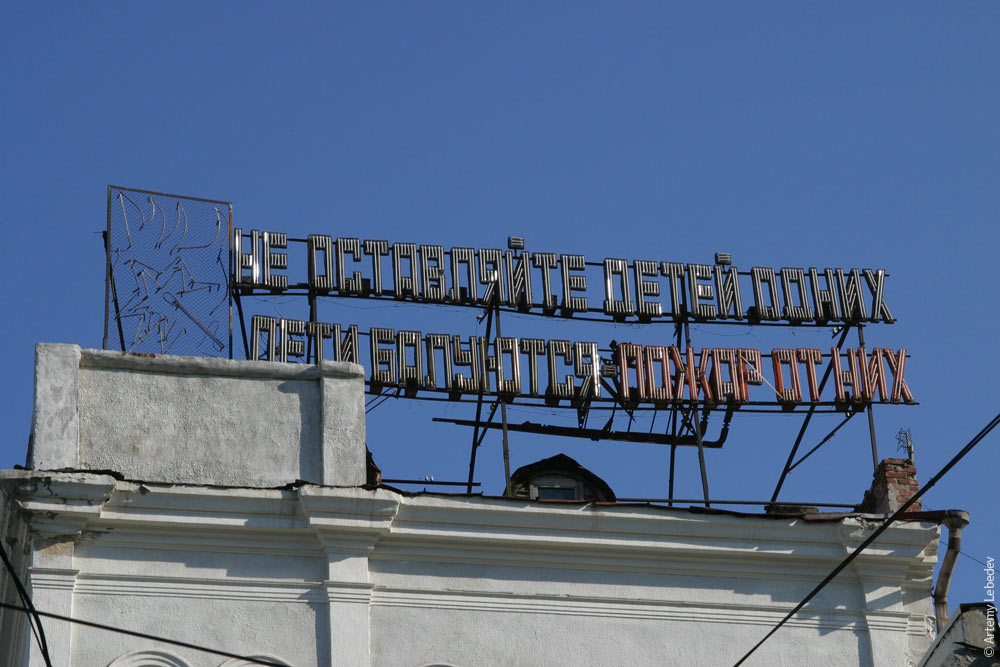 НЕ ОСТАВЛЯЙТЕ ДЕТЕЙ ОДНИХ
ДЕТИ БАЛУЮТСЯ - ПОЖАР ОТ НИХ
© Artemy Lebedev